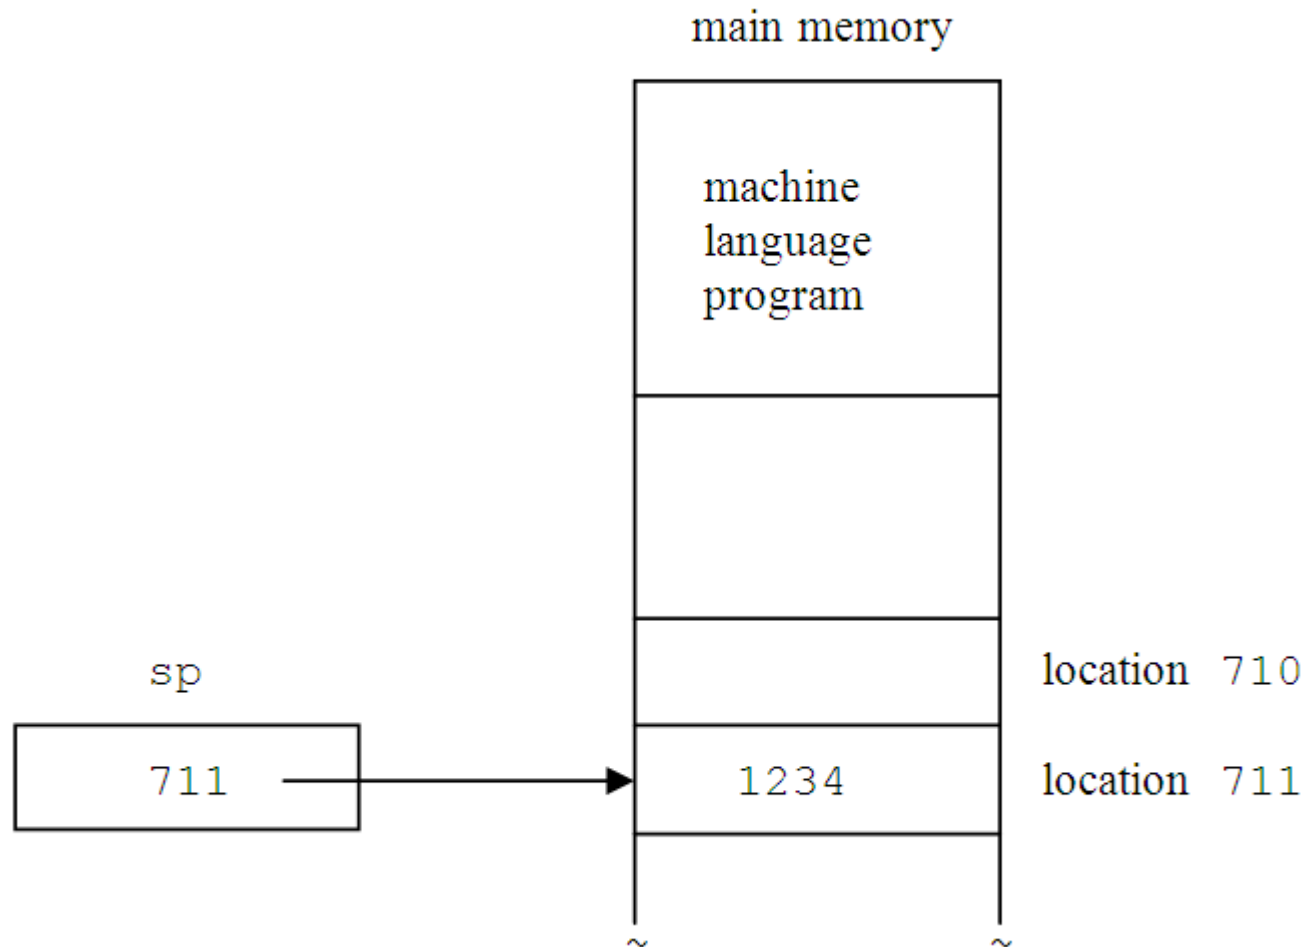 main memory
machine
language
program
sp
location 710
711
1234
location 711
~ ~